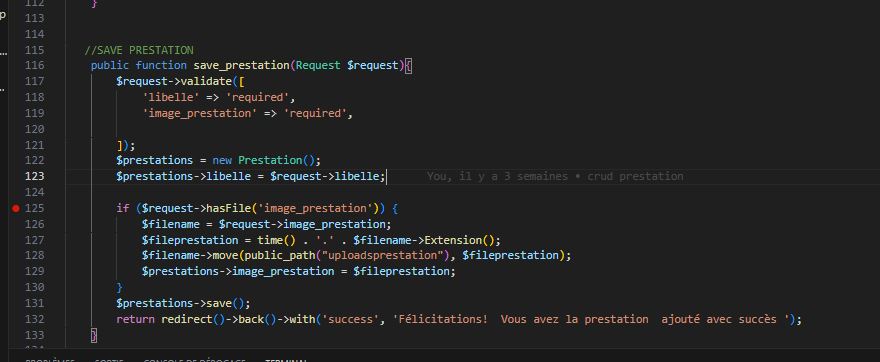 112 }
113
114
115 //SAVE PRESTATION
116 public function save_prestation(Request $request){
117 $request->validate([
118 'libelle' => 'required',
119 'image_prestation' => 'required',
120
121 ]);
122 $prestations = new Prestation();
123 $prestations->libelle = $request->libelle; You, il y a 3 semaines • crud prestation
124
125 if ($request->hasFile('image_prestation')) {
126 $filename = $request->image_prestation;
127 $fileprestation = time() . '.' . $filename->Extension();
128 $filename->move(public_path("uploadsprestation"), $fileprestation);
129 $prestations->image_prestation = $fileprestation;
130 }
131 $prestations->save();
132 return redirect()->back()->with('success', 'Félicitations!  Vous avez la prestation  ajouté avec succès ');
133 }